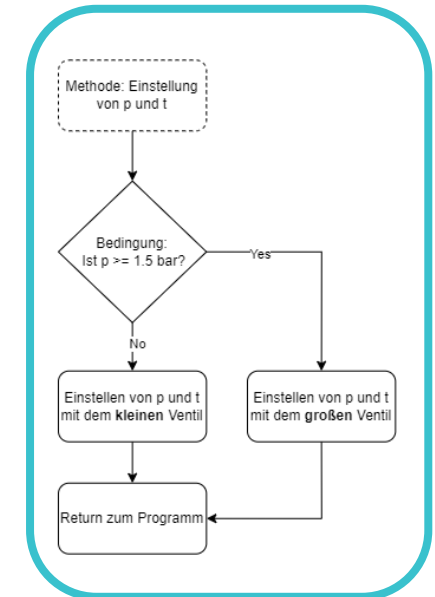 Methode: Einstellung
von p und t
Bedingung:
Ist p >= 1.5 bar?
Yes
No
Einstellen von p und t
mit dem kleinen Ventil
Einstellen von p und t
mit dem großen Ventil
Return zum Programm